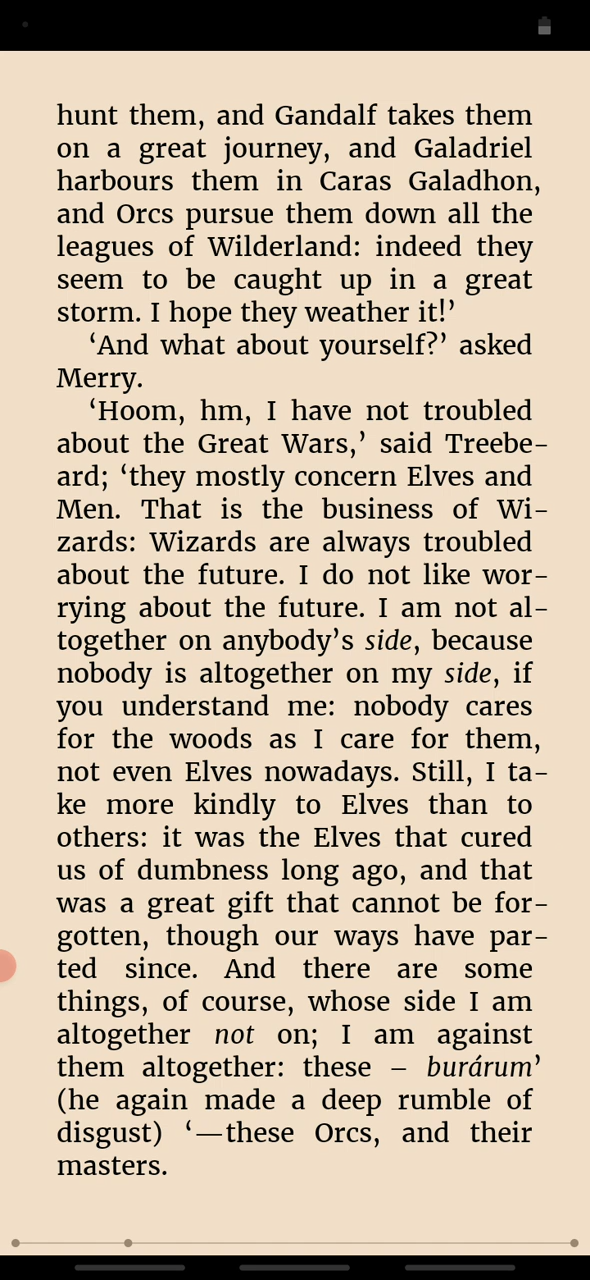 hunt them, and Gandalf takes them
on a great journey, and Galadriel
harbours them in Caras Galadhon,
and Orcs pursue them down all the
leagues of Wilderland: indeed they
seem to be caught up in a great
storm. I hope they weather it!’
‘And what about yourself?’ asked
Merry.
‘Hoom, hm, I have not troubled
about the Great Wars,’ said Treebe-
ard; ‘they mostly concern Elves and
Men. That is the business of Wi-
zards: Wizards are always troubled
about the future. I do not like wor-
rying about the future. I am not al-
together on anybody’s side, because
nobody is altogether on my side, if
you understand me: nobody cares
for the woods as I care for them,
not even Elves nowadays. Still, I ta-
ke more kindly to Elves than to
others: it was the Elves that cured
us of dumbness long ago, and that
was a great gift that cannot be for-
gotten, though our ways have par-
ted since. And there are some
things, of course, whose side I am
altogether not on; I am against
them altogether: these – burárum’
(he again made a deep rumble of
disgust) ‘—these Orcs, and their
masters.